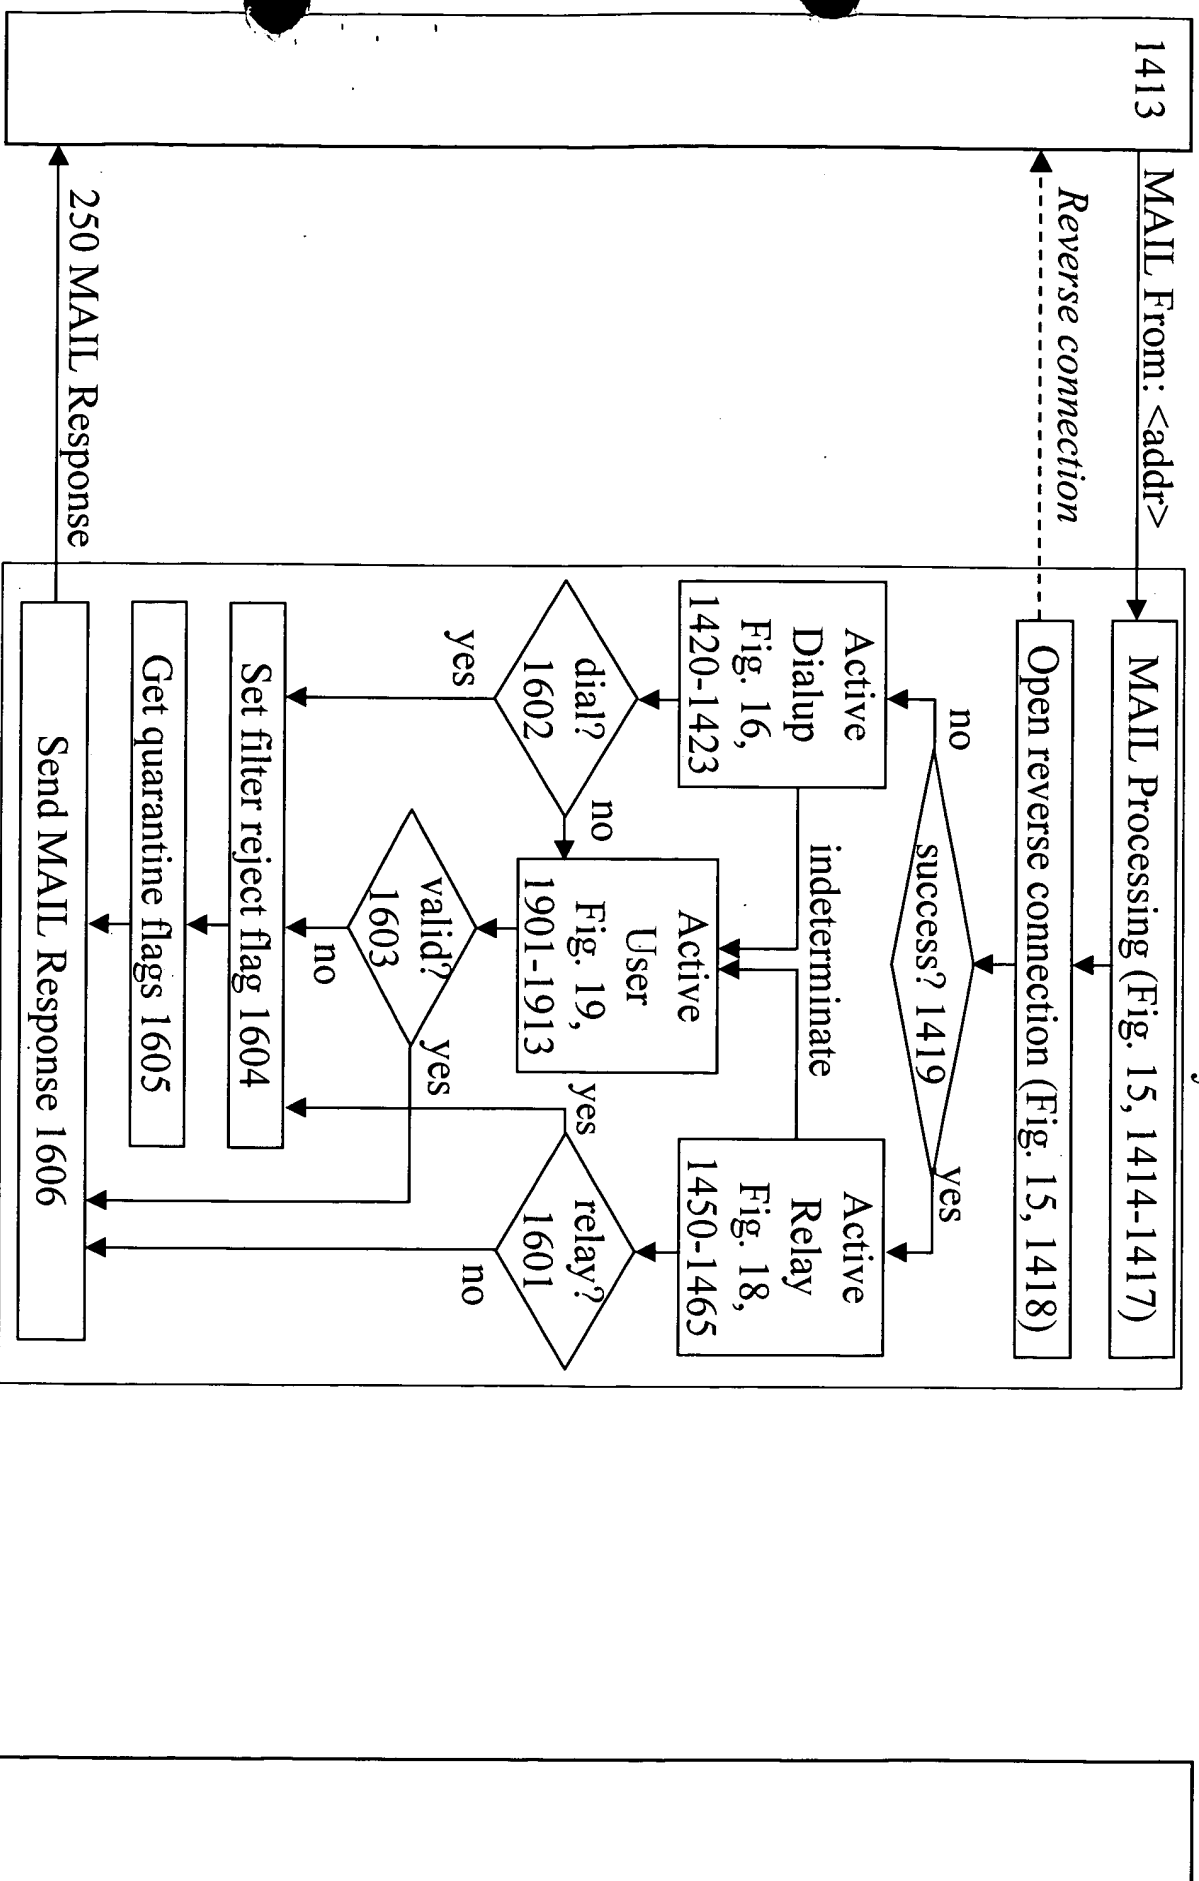 1413
MAIL From: <addr>
MAIL Processing (Fig. 15, 1414-1417)
Reverse connection
Open reverse connection (Fig. 15, 1418)
no
success? 1419
yes
Active
Dialup
Fig. 16,
1420-1423
indeterminate
Active
Relay
Fig. 18,
1450-1465
dial?
1602
no
yes
Active
User
Fig. 19,
1901-1913
yes
relay?
1601
no
valid?
1603
yes
no
Set filter reject flag 1604
Get quarantine flags 1605
250 MAIL Response
Send MAIL Response 1606